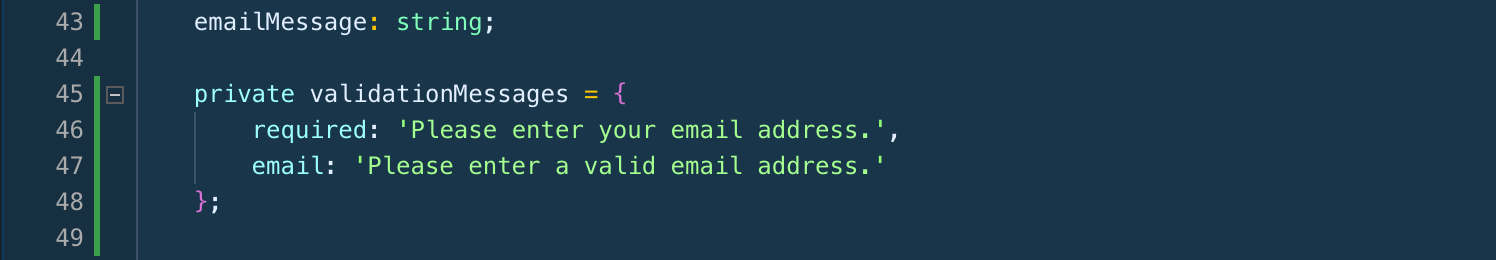 43 emailMessage: string;
44
45 private validationMessages = {
46 required: 'Please enter your email address.',
47 email: 'Please enter a valid email address.'
48 };
49